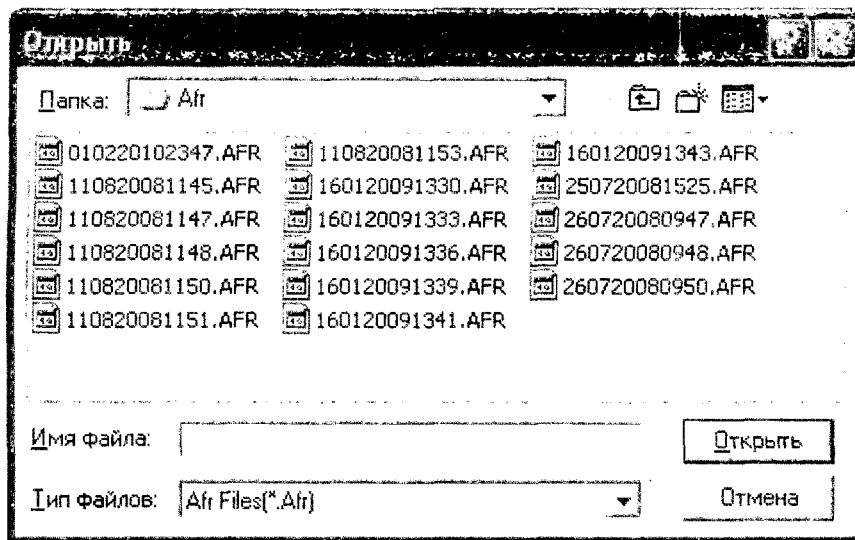 Открыть
Папка: Afr
010220102347.AFR 110820081153.AFR 160120091343.AFR
110820081145.AFR 160120091330.AFR 250720081525.AFR
110820081147.AFR 160120091333.AFR 260720080947.AFR
110820081148.AFR 160120091336.AFR 260720080948.AFR
110820081150.AFR 160120091339.AFR 260720080950.AFR
110820081151.AFR 160120091341.AFR
Имя файла: Открыть
Тип файлов: Afr Files(*.Afr) Отмена